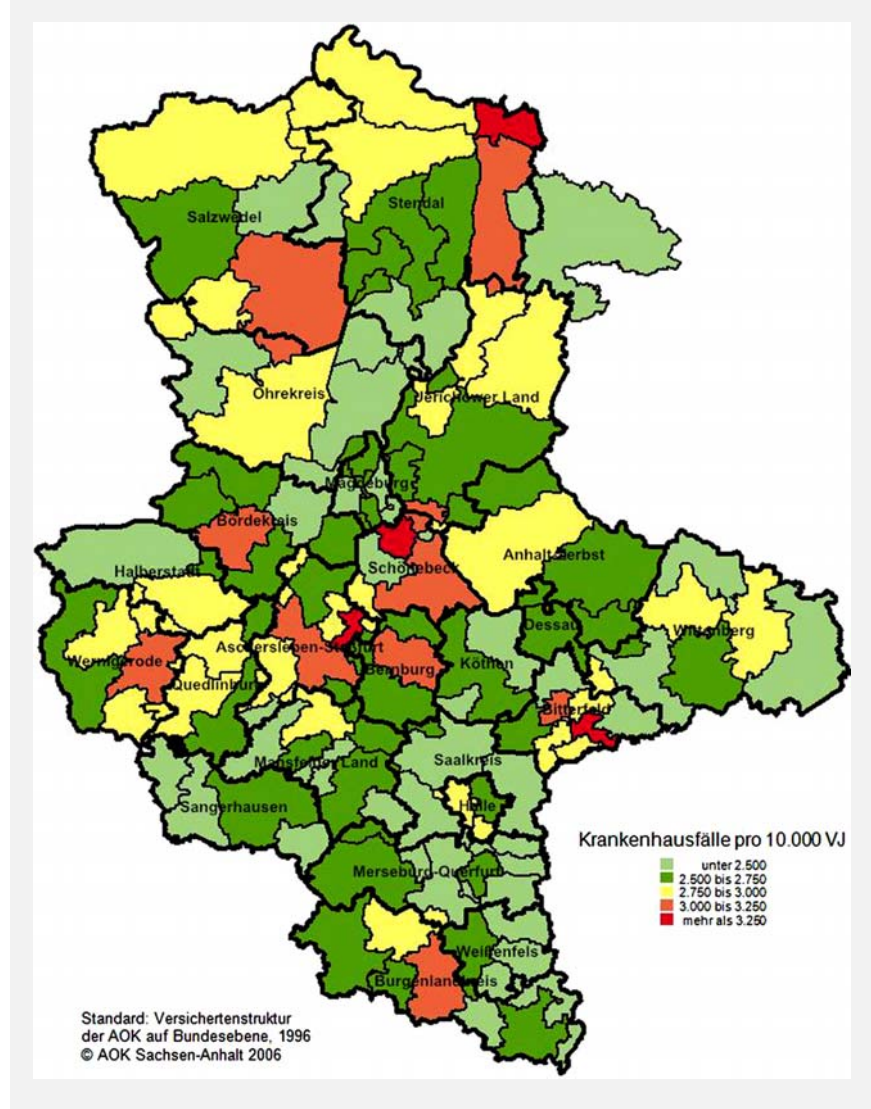 Salzwedel
Stendal
Ohrekreis
Jerichower Land
Magdeburg
Bördekreis
Anhalt-Zerbst
Halberstadt
Schönebeck
Dessau
Wittenberg
Wernigerode
Aschersleben-Staßfurt
Bernburg
Köthen
Quedlinburg
Bitterfeld
Mansfelder Land
Saalkreis
Sangerhausen
Halle
Krankenhausfälle pro 10.000 VJ
unter 2.500
2.500 bis 2.750
2.750 bis 3.000
3.000 bis 3.250
mehr als 3.250
Merseburg-Querfurt
Weißenfels
Burgenlandkreis
Standard: Versichertenstruktur
der AOK auf Bundesebene, 1996
© AOK Sachsen-Anhalt 2006